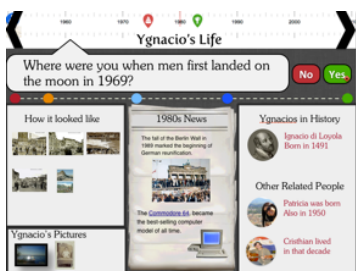 1960 1970 1980 1990 2000
Ygnacio's Life
Where were you when men first landed on
the moon in 1969?
No Yes
How it looked like
Ygnacio's Pictures
1980s News
The fall of the Berlin Wall in
1989 marked the beginning of
German reunification.
The Commodore 64, became
the best-selling computer
model of all time.
Ygnacios in History
Ignacio di Loyola
Born in 1491
Other Related People
Patricia was born
Also in 1950
Cristhian lived
in that decade